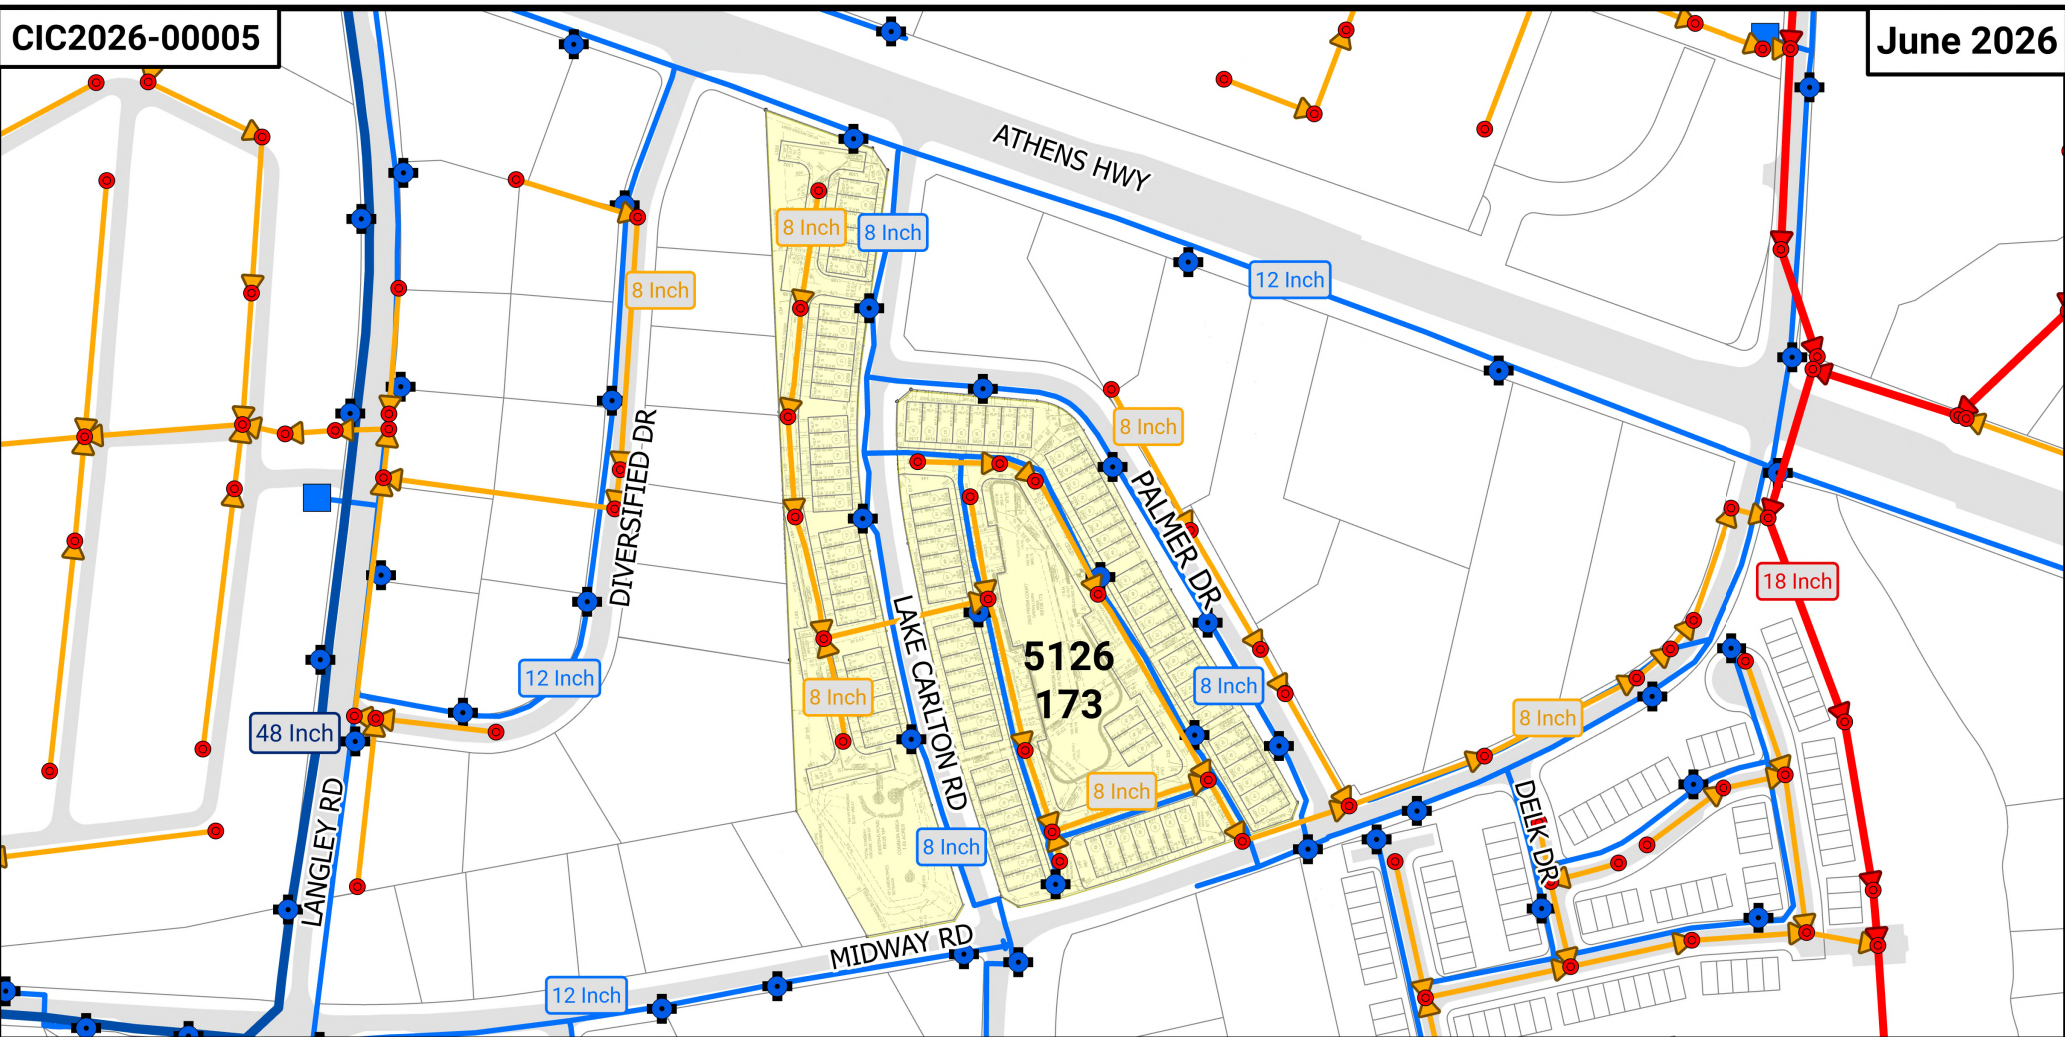 CIC2026-00005
June 2026
ATHENS HWY
8 Inch
8 Inch
12 Inch
8 Inch
8 Inch
DIVERSIFIED DR
PALMER DR
18 Inch
LAKE CARLTON RD
5126
173
12 Inch
8 Inch
8 Inch
8 Inch
48 Inch
8 Inch
DELK DR
LANGLEY RD
8 Inch
MIDWAY RD
12 Inch